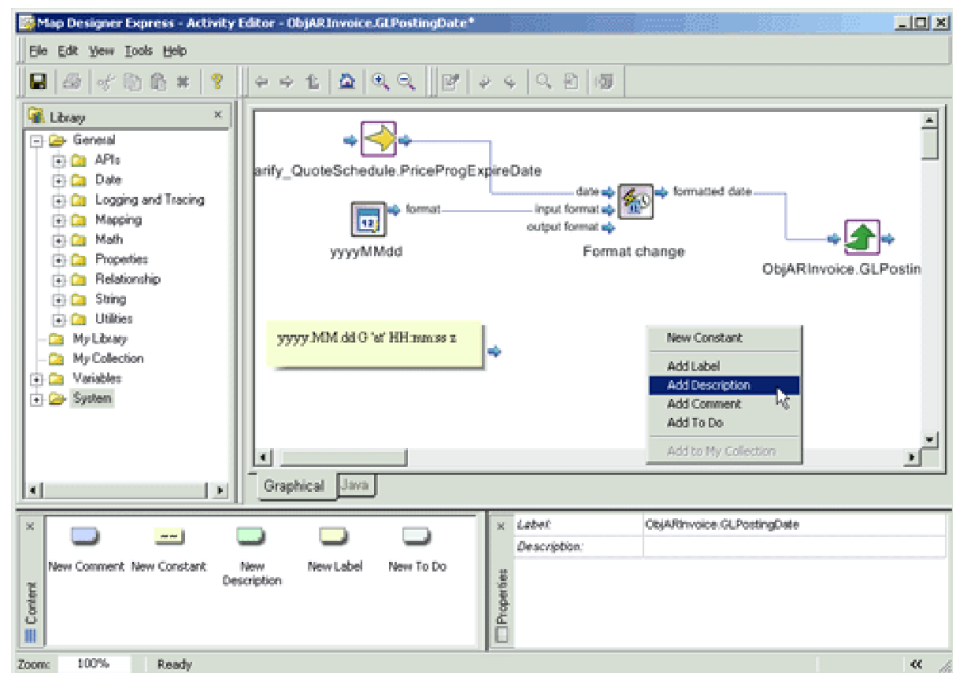 Map Designer Express - Activity Editor - ObjARInvoice.GLPostingDate*
File Edit View Tools Help
Library
General
APIs
Date
Logging and Tracing
Mapping
Math
Properties
Relationship
String
Utilities
My Library
My Collection
Variables
System
arify_QuoteSchedule.PriceProgExpireDate
format
yyyyMMdd
date
input format
output format
formatted date
Format change
ObjARInvoice.GLPostin
yyyy.MM.dd G 'at' HH:mm:ss z
New Constant
Add Label
Add Description
Add Comment
Add To Do
Add to My Collection
Graphical Java
Content
New Comment New Constant New Description New Label New To Do
Properties
Label: ObjARInvoice.GLPostingDate
Description:
Zoom: 100% Ready